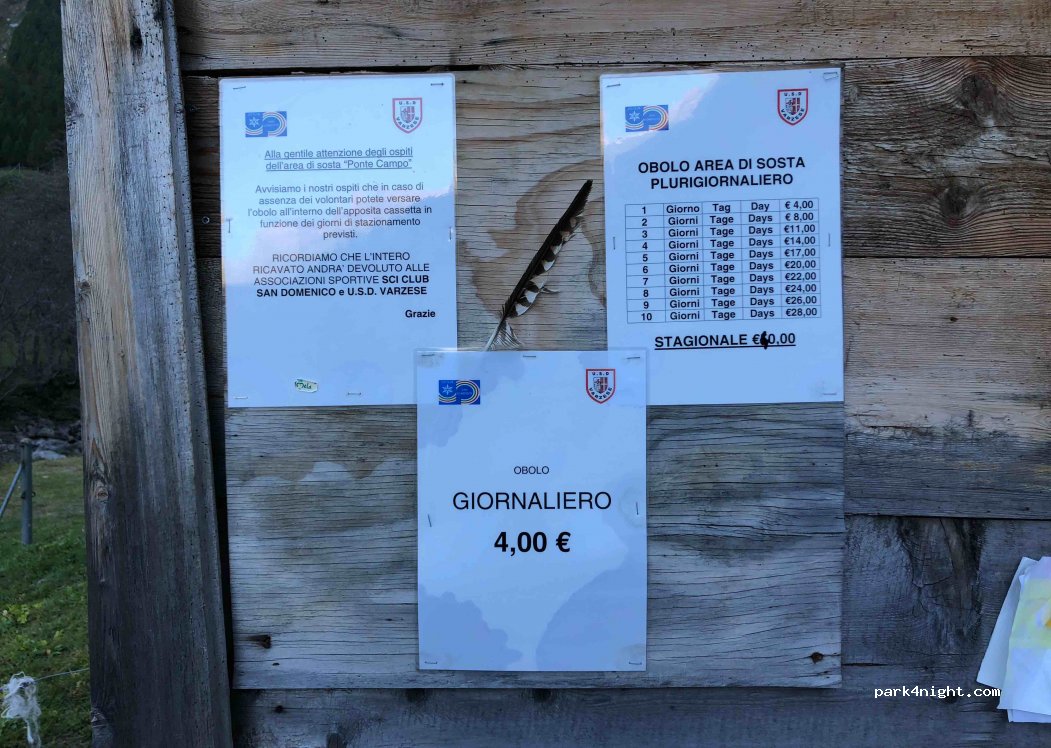 U.S.D
VARZESE
Alla gentile attenzione degli ospiti
dell'area di sosta "Ponte Campo"
Avvisiamo i nostri ospiti che in caso di
assenza dei volontari potete versare
l'obolo all'interno dell'apposita cassetta in
funzione dei giorni di stazionamento
previsti.
RICORDIAMO CHE L'INTERO
RICAVATO ANDRA' DEVOLUTO ALLE
ASSOCIAZIONI SPORTIVE SCI CLUB
SAN DOMENICO e U.S.D. VARZESE
Grazie
U.S.D
VARZESE
OBOLO AREA DI SOSTA
PLURIGIORNALIERO
1 Giorno Tag Day € 4,00
2 Giorni Tage Days € 8,00
3 Giorni Tage Days €11,00
4 Giorni Tage Days €14,00
5 Giorni Tage Days €17,00
6 Giorni Tage Days €20,00
7 Giorni Tage Days €22,00
8 Giorni Tage Days €24,00
9 Giorni Tage Days €26,00
10 Giorni Tage Days €28,00
STAGIONALE
U.S.D
VARZESE
OBOLO
GIORNALIERO
4,00 €
park4night.com